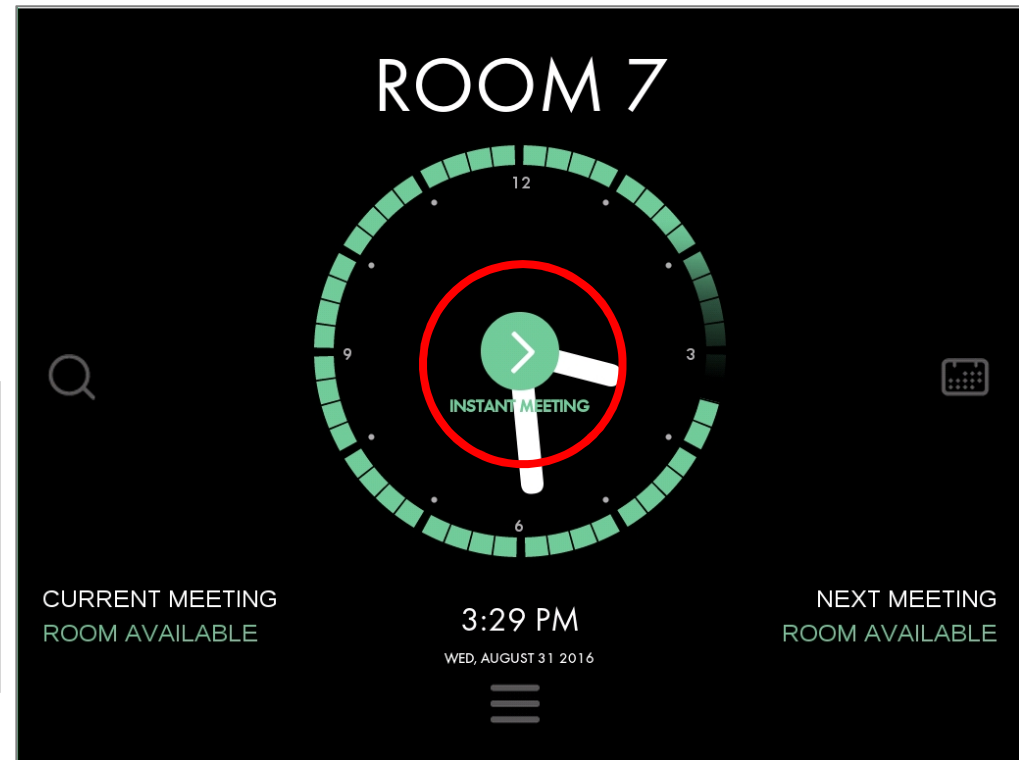 ROOM 7
12
9
3
INSTANT MEETING
6
CURRENT MEETING
ROOM AVAILABLE
3:29 PM
WED, AUGUST 31 2016
NEXT MEETING
ROOM AVAILABLE